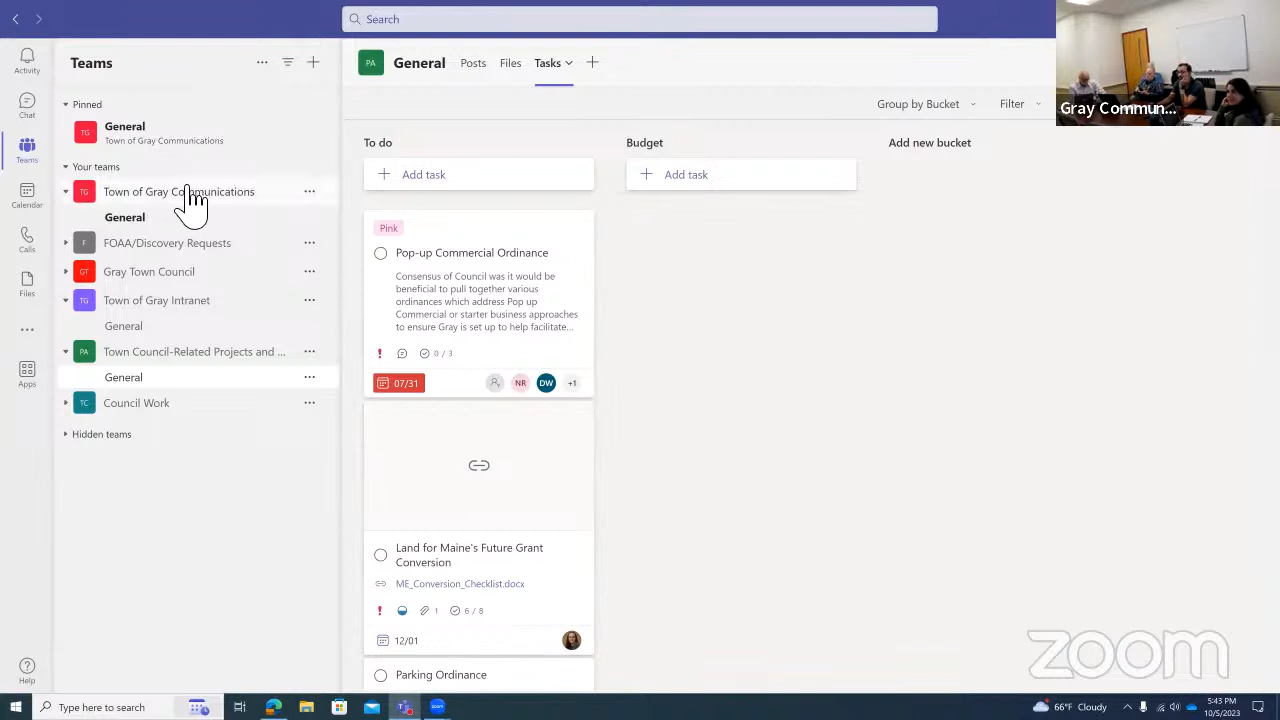 Search
Gray Commun...
Activity
Chat
Teams
Calendar
Calls
Files
Apps
Help
Teams
Pinned
TG
General
Town of Gray Communications
Your teams
TG
Town of Gray Communications
General
F
FOAA/Discovery Requests
GT
Gray Town Council
TG
Town of Gray Intranet
General
PA
Town Council-Related Projects and ...
General
TC
Council Work
Hidden teams
PA
General
Posts
Files
Tasks
Group by Bucket
Filter
To do
Add task
Pink
Pop-up Commercial Ordinance
Consensus of Council was it would be
beneficial to pull together various
ordinances which address Pop up
Commercial or starter business approaches
to ensure Gray is set up to help facilitate...
0 / 3
07/31
NR
DW
+1
Land for Maine's Future Grant
Conversion
ME_Conversion_Checklist.docx
1
6 / 8
12/01
Parking Ordinance
Budget
Add task
Add new bucket
zoom
Type here to search
zoom
66°F Cloudy
5:43 PM
10/5/2023